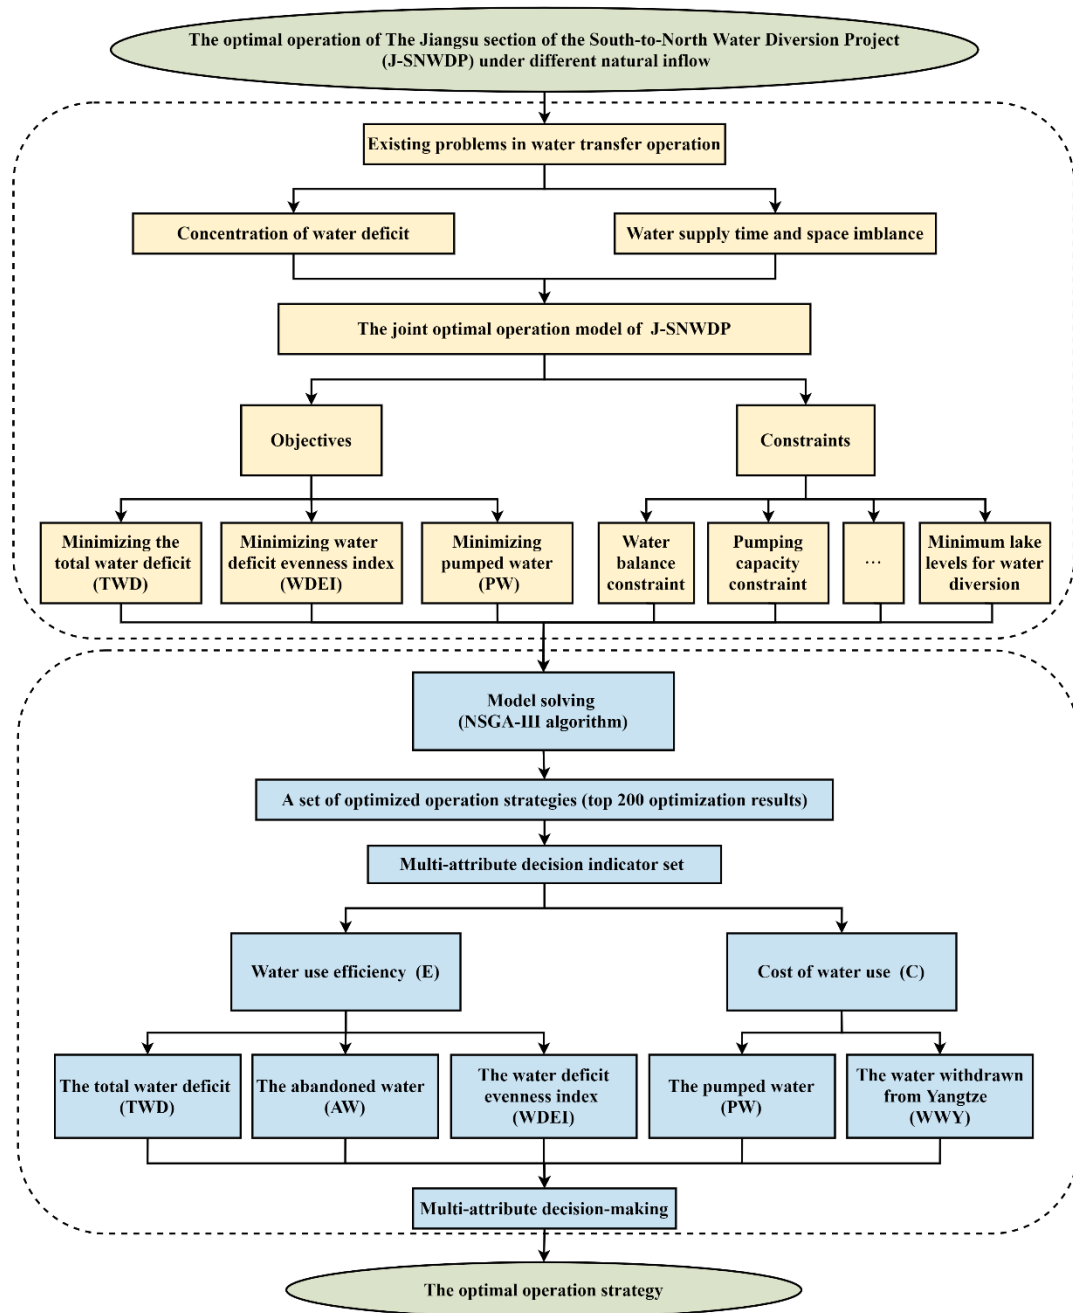 The optimal operation of The Jiangsu section of the South-to-North Water Diversion Project
(J-SNWDP) under different natural inflow
Existing problems in water transfer operation
Concentration of water deficit
Water supply time and space imblance
The joint optimal operation model of J-SNWDP
Objectives
Constraints
Minimizing the
total water deficit
(TWD)
Minimizing water
deficit evenness index
(WDEI)
Minimizing
pumped water
(PW)
Water
balance
constraint
Pumping
capacity
constraint
...
Minimum lake
levels for water
diversion
Model solving
(NSGA-III algorithm)
A set of optimized operation strategies (top 200 optimization results)
Multi-attribute decision indicator set
Water use efficiency (E)
Cost of water use (C)
The total water deficit
(TWD)
The abandoned water
(AW)
The water deficit
evenness index
(WDEI)
The pumped water
(PW)
The water withdrawn
from Yangtze
(WWY)
Multi-attribute decision-making
The optimal operation strategy